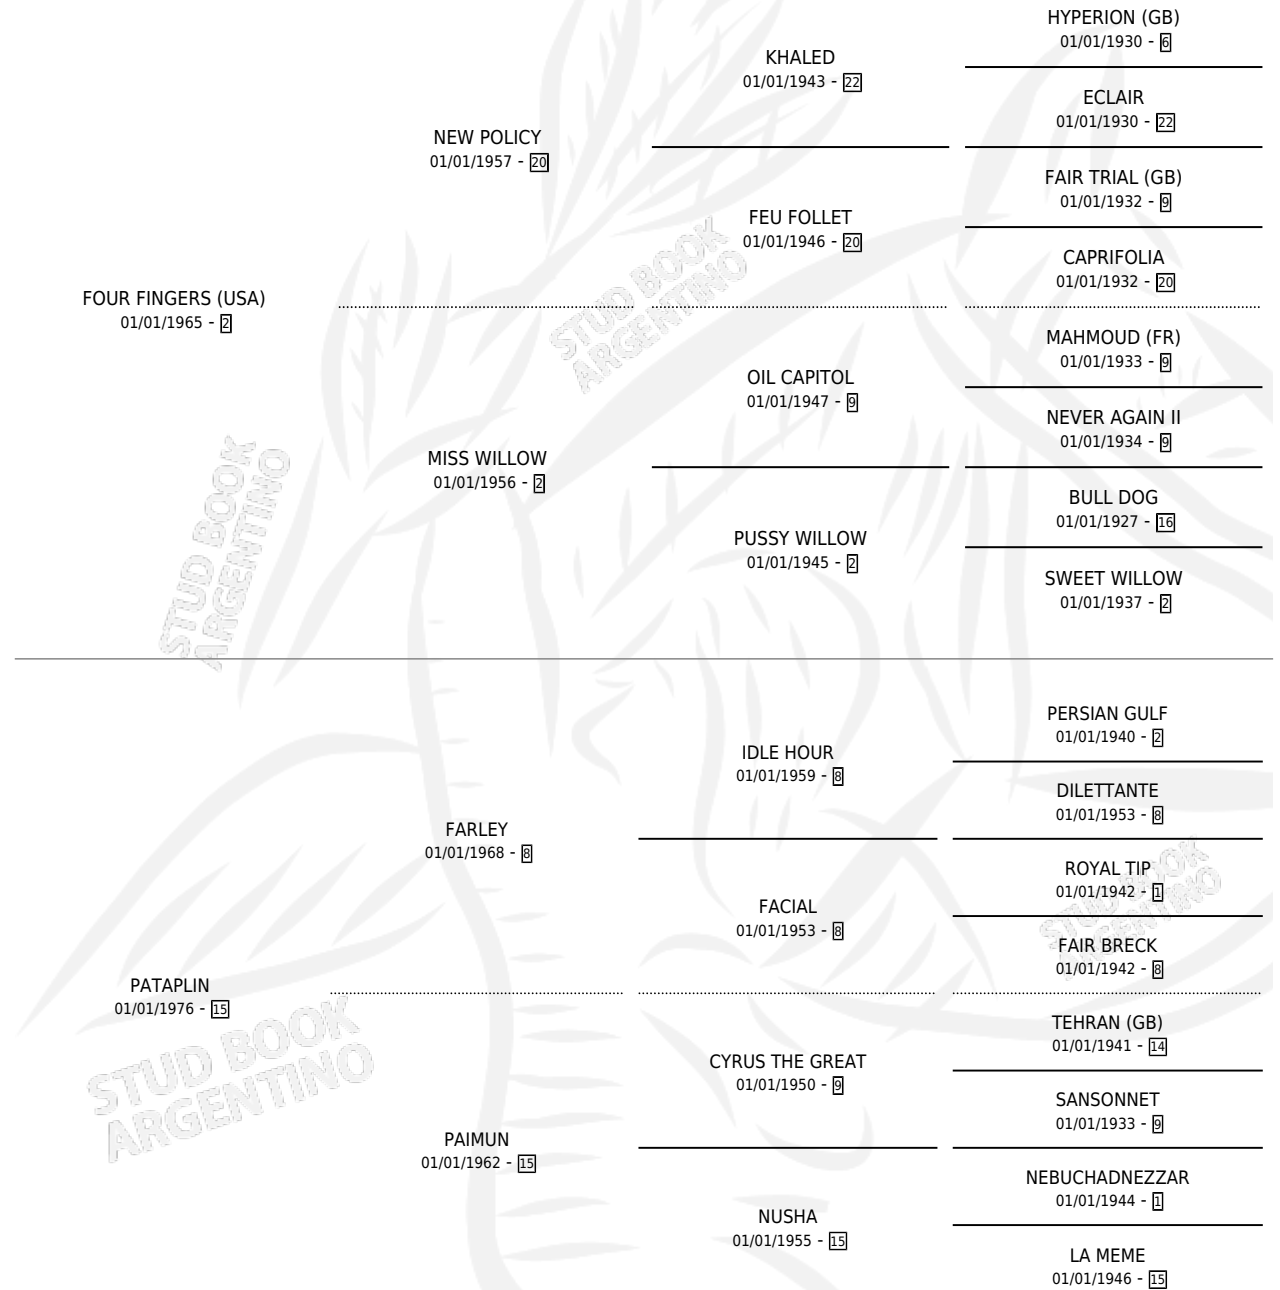 HYPERION (GB)
01/01/1930 - 6
KHALED
01/01/1943 - 22
ECLAIR
01/01/1930 - 22
NEW POLICY
01/01/1957 - 20
FAIR TRIAL (GB)
01/01/1932 - 9
FEU FOLLET
01/01/1946 - 20
CAPRIFOLIA
01/01/1932 - 20
FOUR FINGERS (USA)
01/01/1965 - 2
MAHMOUD (FR)
01/01/1933 - 9
OIL CAPITOL
01/01/1947 - 9
NEVER AGAIN II
01/01/1934 - 9
MISS WILLOW
01/01/1956 - 2
BULL DOG
01/01/1927 - 16
PUSSY WILLOW
01/01/1945 - 2
SWEET WILLOW
01/01/1937 - 2
PERSIAN GULF
01/01/1940 - 2
IDLE HOUR
01/01/1959 - 8
DILETTANTE
01/01/1953 - 8
FARLEY
01/01/1968 - 8
ROYAL TIP
01/01/1942 - 1
FACIAL
01/01/1953 - 8
FAIR BRECK
01/01/1942 - 8
PATAPLIN
01/01/1976 - 15
TEHRAN (GB)
01/01/1941 - 14
CYRUS THE GREAT
01/01/1950 - 9
SANSONNET
01/01/1933 - 9
PAIMUN
01/01/1962 - 15
NEBUCHADNEZZAR
01/01/1944 - 1
NUSHA
01/01/1955 - 15
LA MEME
01/01/1946 - 15
STUD BOOK
ARGENTINO
STUD BOOK
ARGENTINO
STUD BOOK
ARGENTINO
STUD BOOK
ARGENTINO